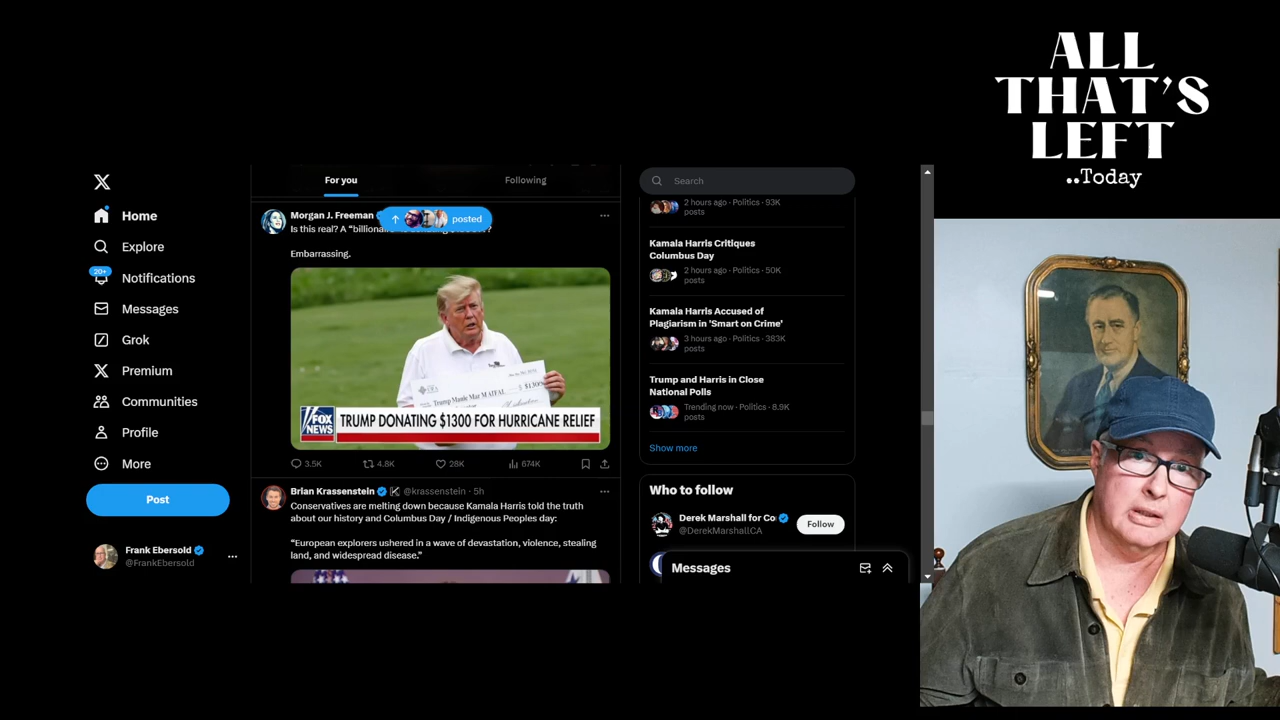 ALL
THAT'S
LEFT
..Today
X
Home
Explore
20+
Notifications
Messages
Grok
Premium
Communities
Profile
More
Post
Frank Ebersold
@FrankEbersold
For you
Following
Morgan J. Freeman
posted
Is this real? A “billionai
Embarrassing.
FOX
NEWS
TRUMP DONATING $1300 FOR HURRICANE RELIEF
3.5K 4.8K 28K 674K
Brian Krassenstein @krassenstein · 5h
Conservatives are melting down because Kamala Harris told the truth
about our history and Columbus Day / Indigenous Peoples day:
“European explorers ushered in a wave of devastation, violence, stealing
land, and widespread disease.”
Search
2 hours ago · Politics · 93K
posts
Kamala Harris Critiques
Columbus Day
2 hours ago · Politics · 50K
posts
Kamala Harris Accused of
Plagiarism in 'Smart on Crime'
3 hours ago · Politics · 383K
posts
Trump and Harris in Close
National Polls
Trending now · Politics · 8.9K
posts
Show more
Who to follow
Derek Marshall for Co
@DerekMarshallCA
Follow
Messages